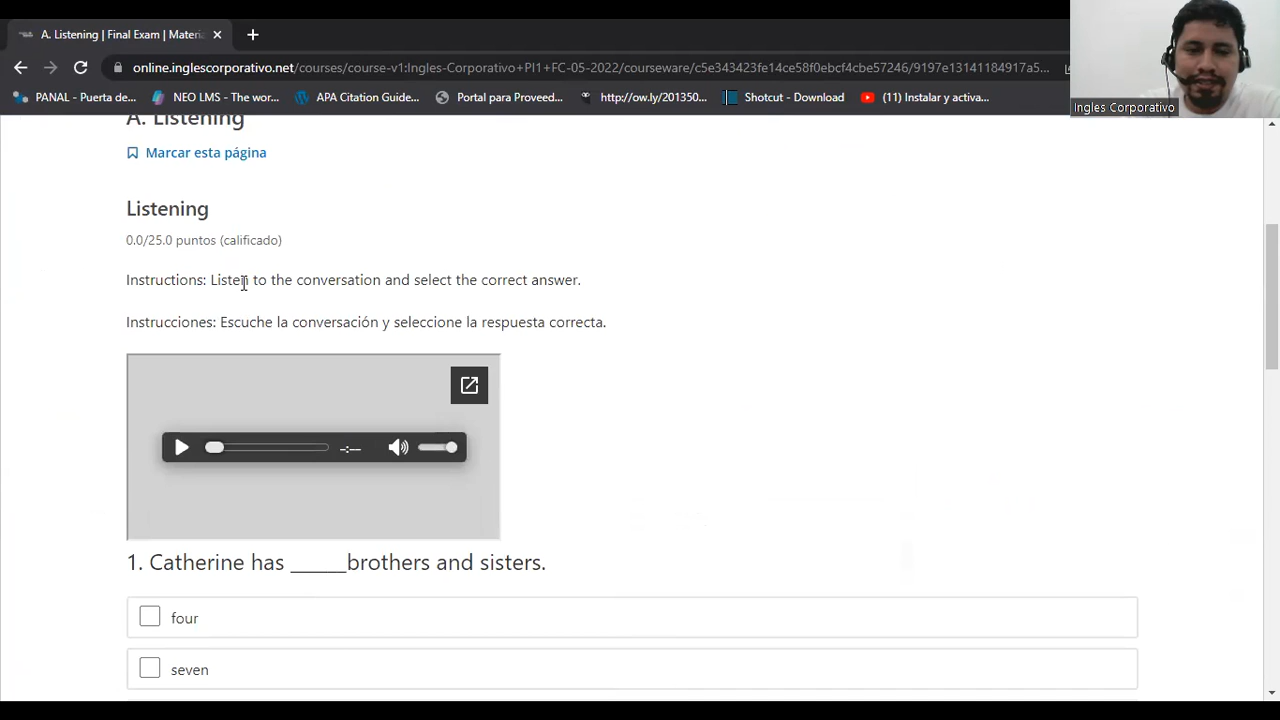 A. Listening | Final Exam | Materi
online.inglescorporativo.net/courses/course-v1:Ingles-Corporativo+PI1+FC-05-2022/courseware/c5e343423fe14ce58f0ebcf4cbe57246/9197e13141184917a5...
PANAL - Puerta de... NEO LMS - The wor... APA Citation Guide... Portal para Proveed... http://ow.ly/201350... Shotcut - Download (11) Instalar y activa...
Ingles Corporativo
A. Listening
Marcar esta página
Listening
0.0/25.0 puntos (calificado)
Instructions: Listen to the conversation and select the correct answer.
Instrucciones: Escuche la conversación y seleccione la respuesta correcta.
-:--
1. Catherine has ______brothers and sisters.
four
seven